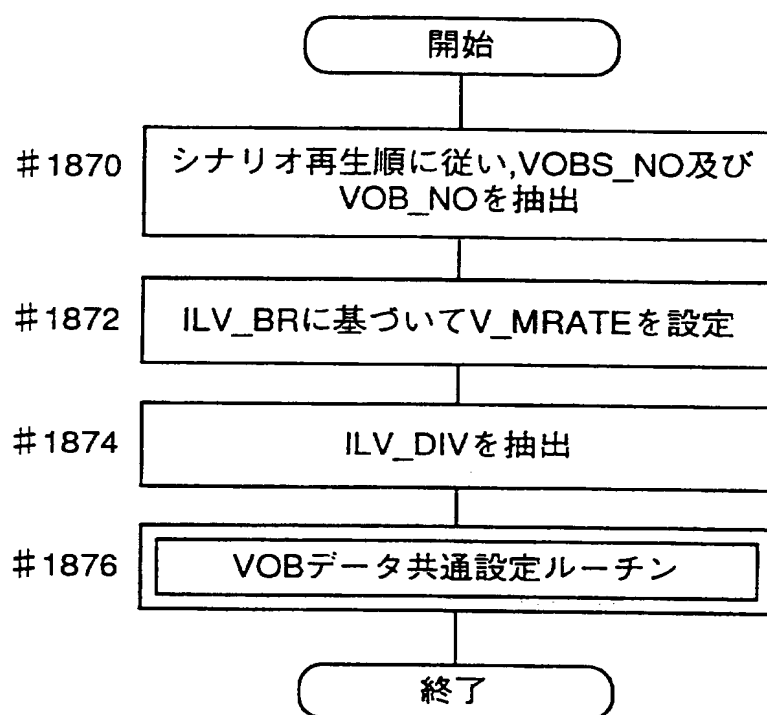 開始
#1870 シナリオ再生順に従い,VOBS_NO及び
VOB_NOを抽出
#1872 ILV_BRに基づいてV_MRATEを設定
#1874 ILV_DIVを抽出
#1876 VOBデータ共通設定ルーチン
終了